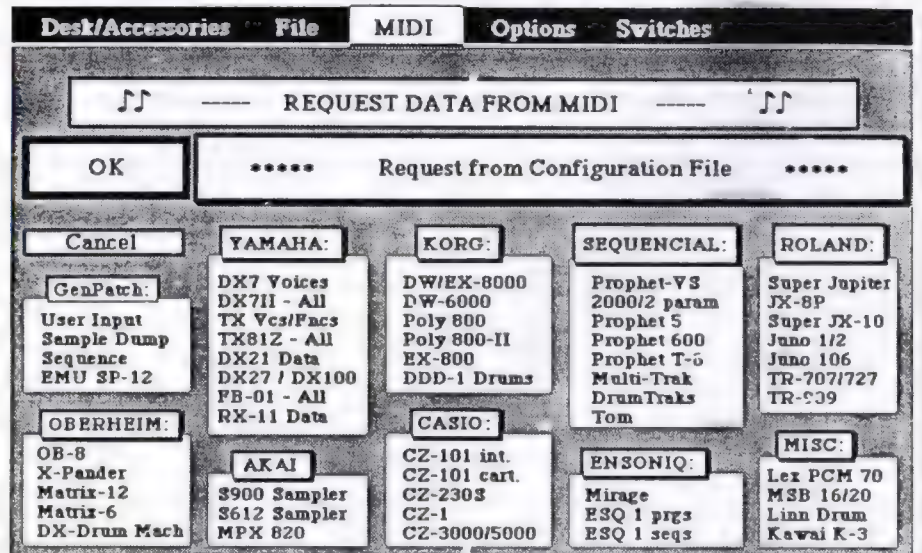 Desk/Accessories File MIDI Options Switches
♪♪ ----- REQUEST DATA FROM MIDI ----- ♪♪
OK
***** Request from Configuration File *****
Cancel
GenPatch:
User Input
Sample Dump
Sequence
EMU SP-12
OBERHEIM:
OB-8
X-Pander
Matrix-12
Matrix-6
DX-Drum Mach
YAMAHA:
DX7 Voices
DX7II - All
TX Vcs/Fncs
TX81Z - All
DX21 Data
DX27 / DX100
FB-01 - All
RX-11 Data
AKAI
S900 Sampler
S612 Sampler
MPX 820
KORG:
DW/EX-8000
DW-6000
Poly 800
Poly 800-II
EX-800
DDD-1 Drums
CASIO:
CZ-101 int.
CZ-101 cart.
CZ-230S
CZ-1
CZ-3000/5000
SEQUENCIAL:
Prophet-VS
2000/2 param
Prophet 5
Prophet 600
Prophet
Multi-Trak
DrumTraks
Tom
ENSONIQ:
Mirage
ESQ 1 prgs
ESQ 1 seqs
ROLAND:
Super Jupiter
JX-8P
Super JX-10
Juno 1/2
Juno 106
TR-707/727
MISC:
Lex PCM 70
MSB 16/20
Linn Drum
Kawai K-3